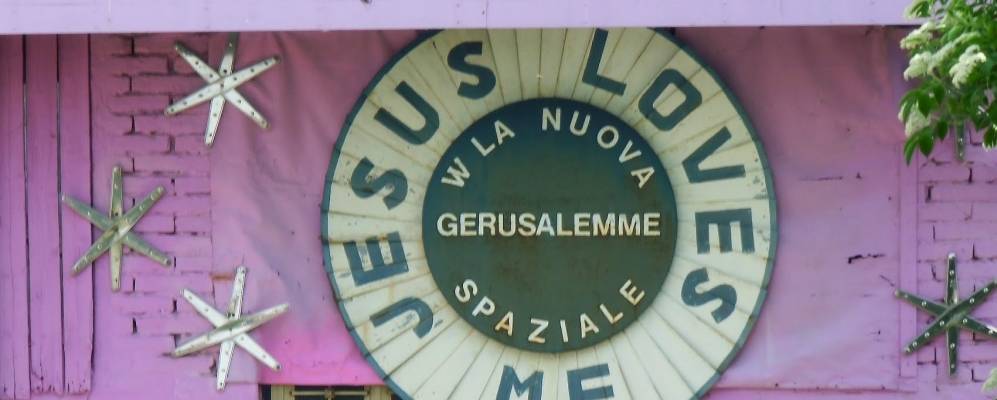 JESUS LOVES
ME
W LA NUOVA
GERUSALEMME
SPAZIALE